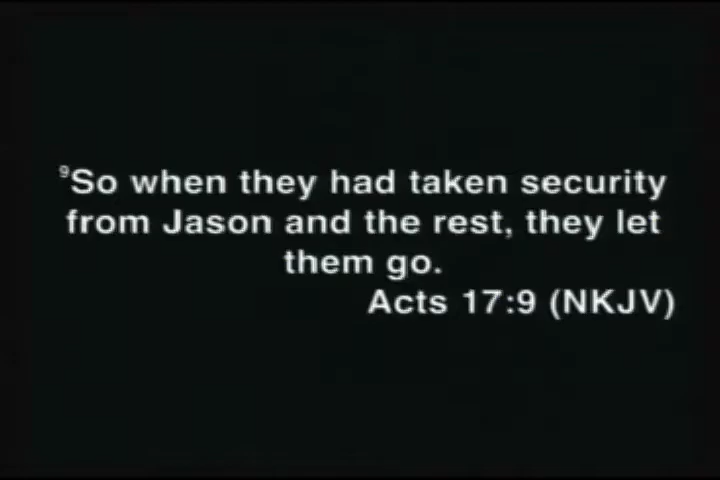 ⁹So when they had taken security
from Jason and the rest, they let
them go.
Acts 17:9 (NKJV)